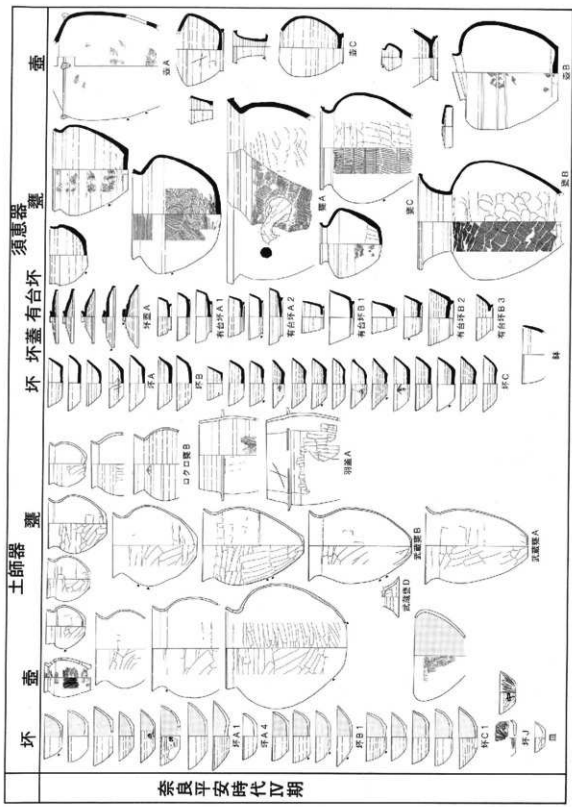 土師器
須恵器
坏
壺
甕
坏
坏蓋
有台坏
甕
壺
奈良平安時代Ⅳ期
坏A1
坏A4
坏B1
坏C1
坏J
皿
武蔵甕D
武蔵甕B
武蔵甕A
ロクロ甕B
羽釜A
坏A
坏B
坏C
坏蓋A
有台坏A1
有台坏A2
有台坏B1
有台坏B2
有台坏B3
鉢
甕A
甕C
甕B
壺A
壺C
壺B